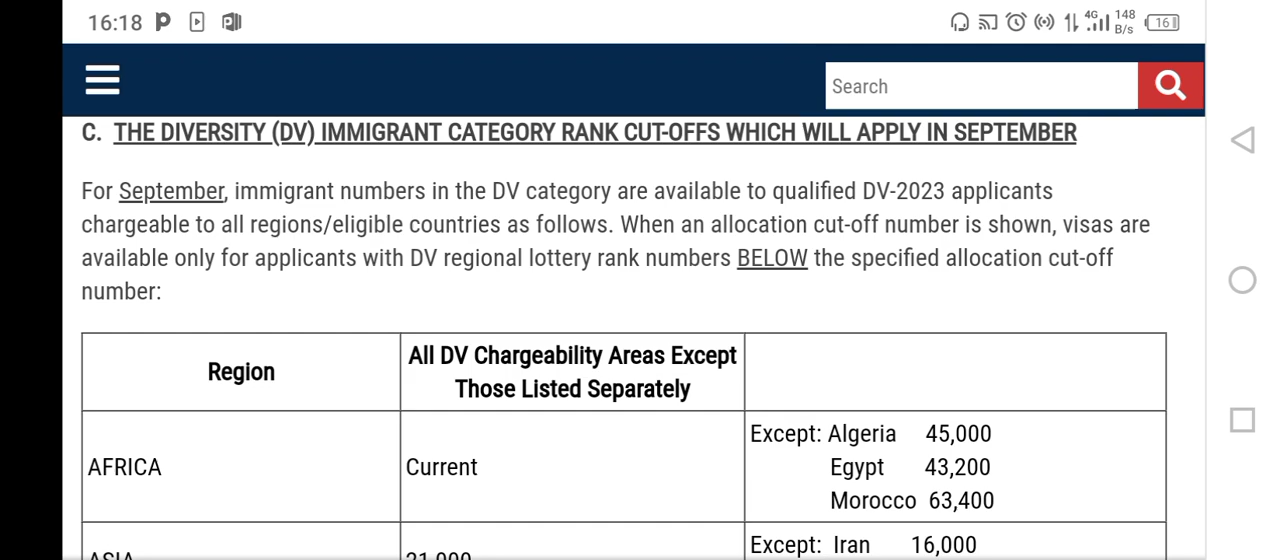 16:18
4G 148 B/s 16
Search
C. THE DIVERSITY (DV) IMMIGRANT CATEGORY RANK CUT-OFFS WHICH WILL APPLY IN SEPTEMBER
For September, immigrant numbers in the DV category are available to qualified DV-2023 applicants
chargeable to all regions/eligible countries as follows. When an allocation cut-off number is shown, visas are
available only for applicants with DV regional lottery rank numbers BELOW the specified allocation cut-off
number:
Region
All DV Chargeability Areas Except
Those Listed Separately
AFRICA
Current
Except: Algeria 45,000
Egypt 43,200
Morocco 63,400
ASIA
Except: Iran 16,000